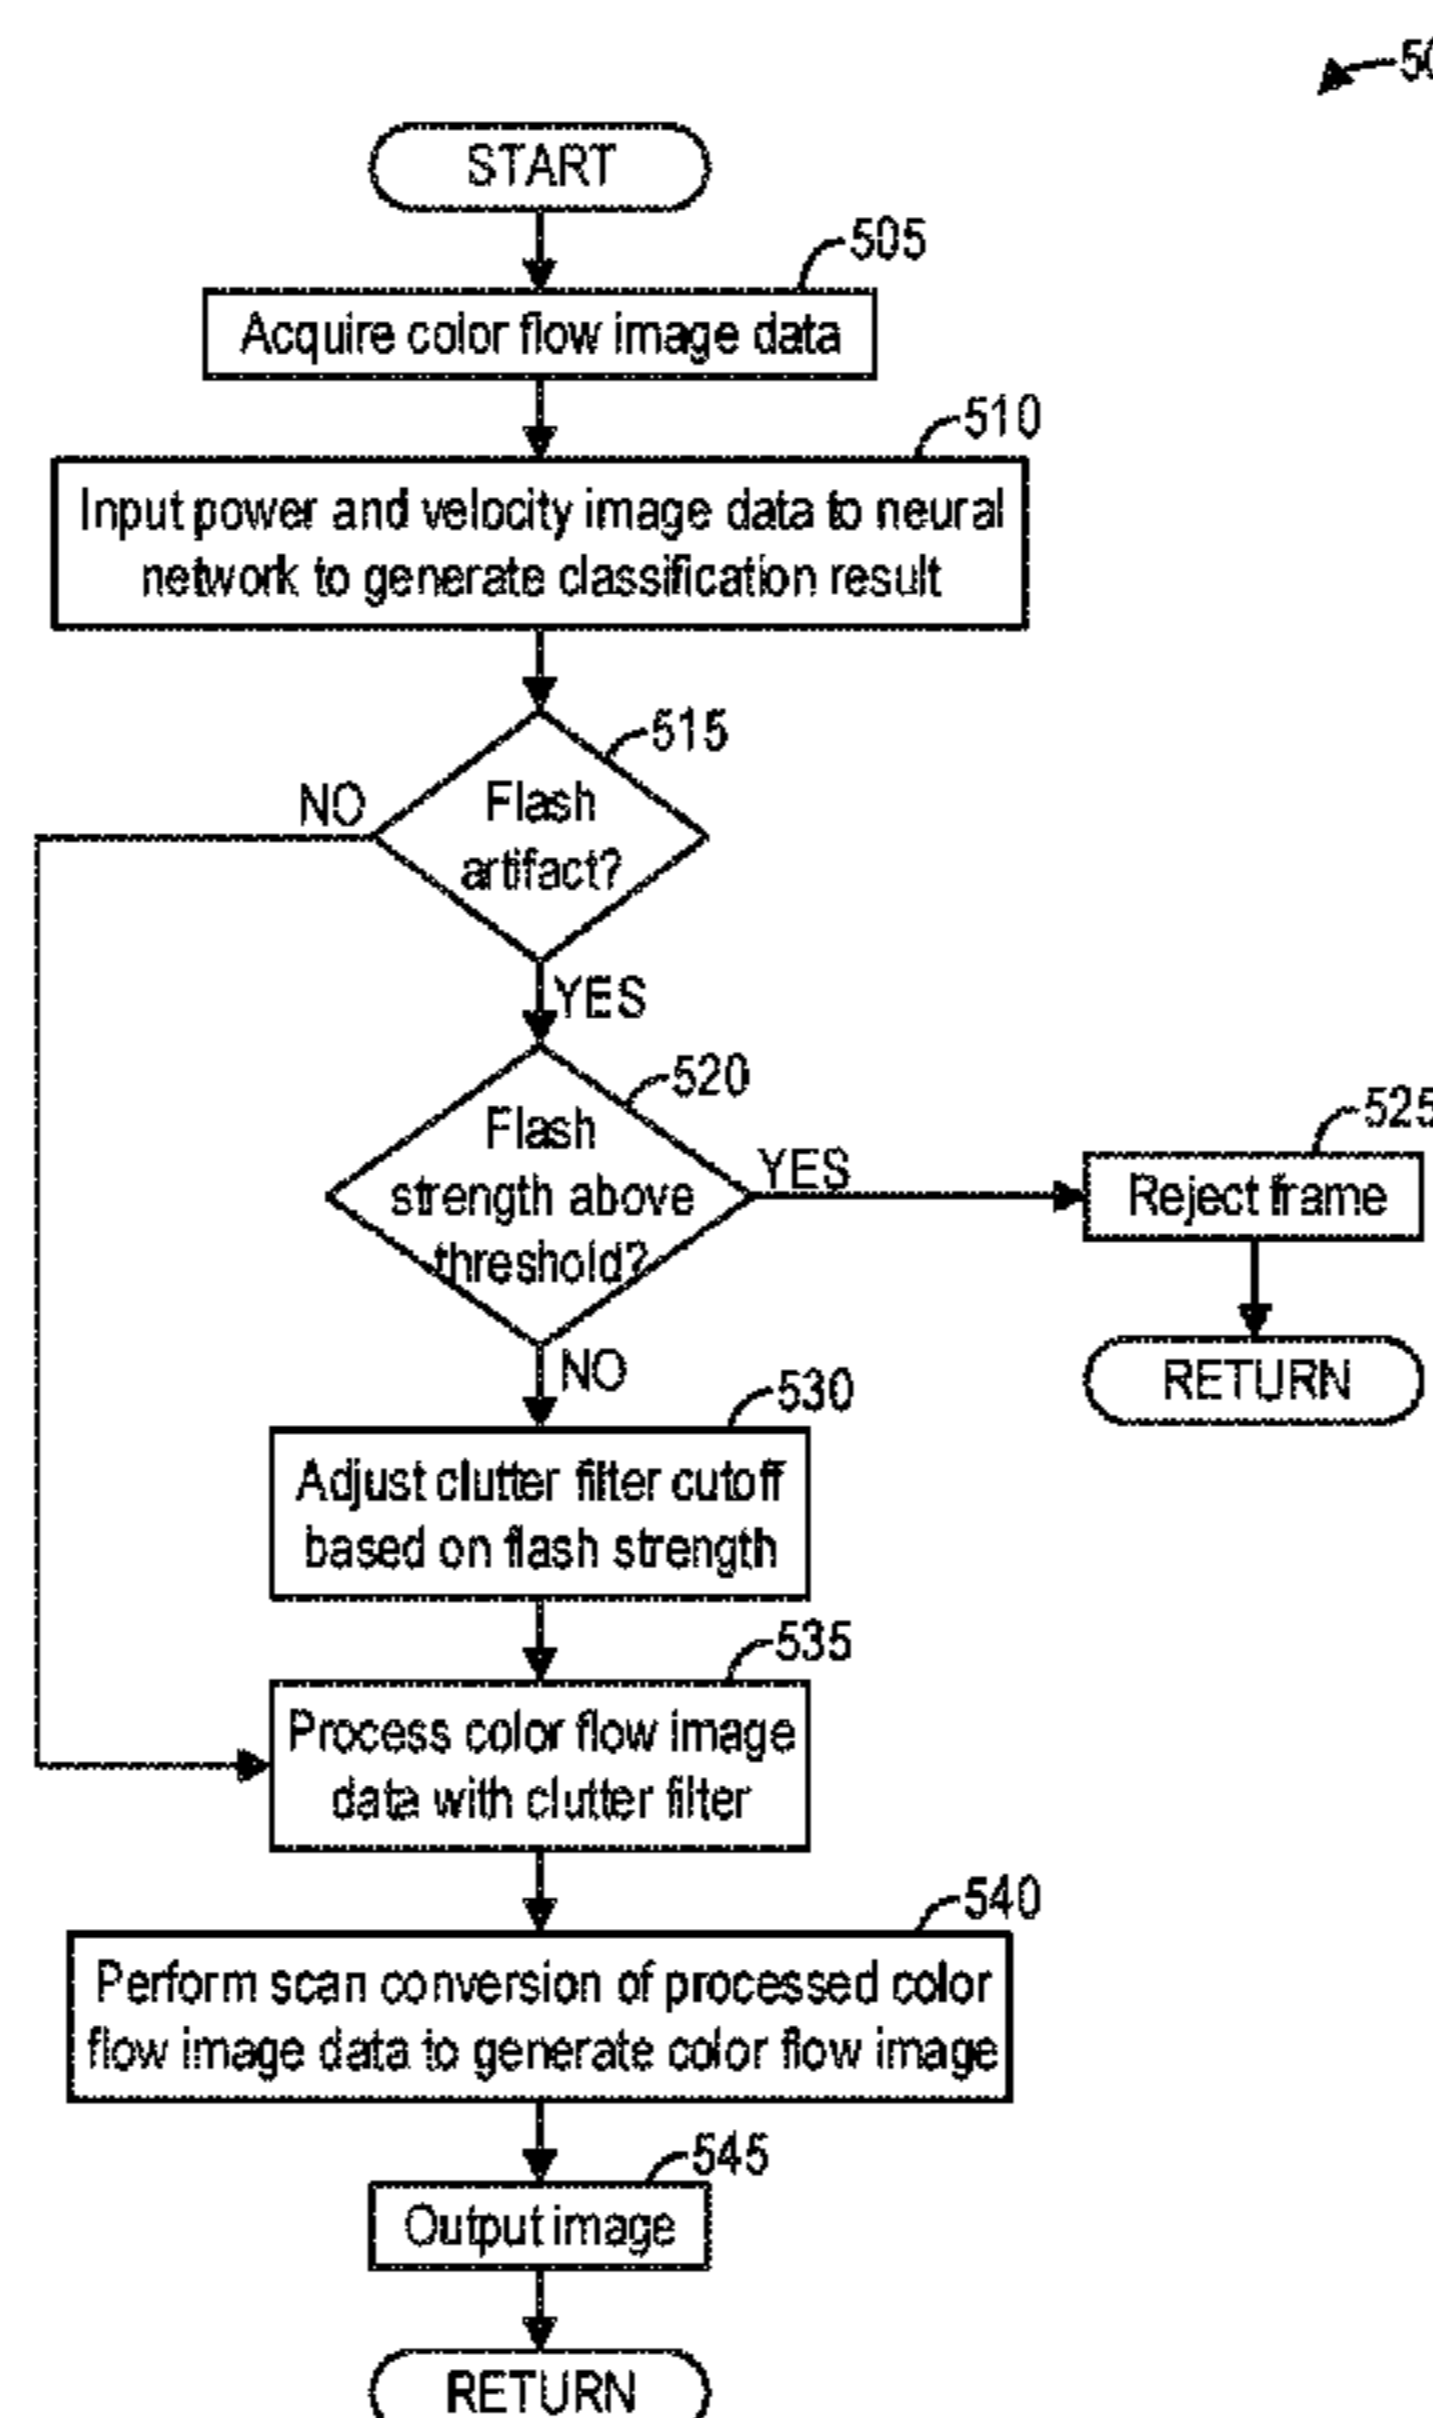 START
505
Acquire color flow image data
510
Input power and velocity image data to neural
network to generate classification result
515
NO
Flash
artifact?
YES
520
Flash
strength above
threshold?
YES
525
Reject frame
RETURN
NO
530
Adjust clutter filter cutoff
based on flash strength
535
Process color flow image
data with clutter filter
540
Perform scan conversion of processed color
flow image data to generate color flow image
545
Output image
RETURN